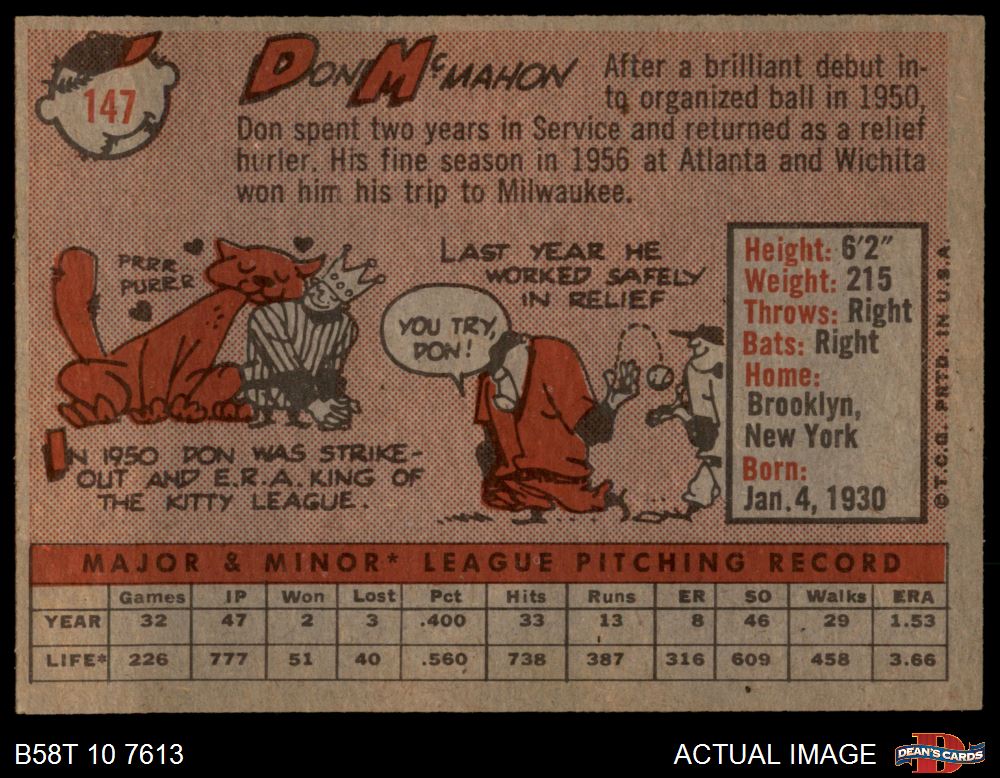 147
DON McMAHON
After a brilliant debut in-
to organized ball in 1950,
Don spent two years in Service and returned as a relief
hurler. His fine season in 1956 at Atlanta and Wichita
won him his trip to Milwaukee.
PRRR
PURRR
IN 1950 DON WAS STRIKE-
OUT AND E.R.A. KING OF
THE KITTY LEAGUE.
LAST YEAR HE
WORKED SAFELY
IN RELIEF
YOU TRY,
DON!
Height: 6'2"
Weight: 215
Throws: Right
Bats: Right
Home:
Brooklyn,
New York
Born:
Jan. 4, 1930
© T.C.G. PRTD. IN U.S.A.
MAJOR & MINOR* LEAGUE PITCHING RECORD
Games IP Won Lost Pct Hits Runs ER SO Walks ERA
YEAR 32 47 2 3 .400 33 13 8 46 29 1.53
LIFE* 226 777 51 40 .560 738 387 316 609 458 3.66
B58T 10 7613
ACTUAL IMAGE
DEAN'S CARDS